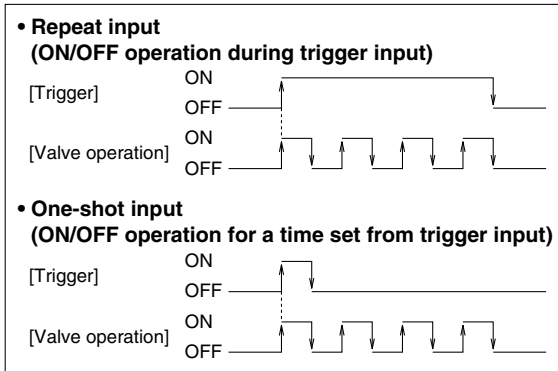 • Repeat input
(ON/OFF operation during trigger input)
ON
[Trigger]
OFF
ON
[Valve operation]
OFF
• One-shot input
(ON/OFF operation for a time set from trigger input)
ON
[Trigger]
OFF
ON
[Valve operation]
OFF